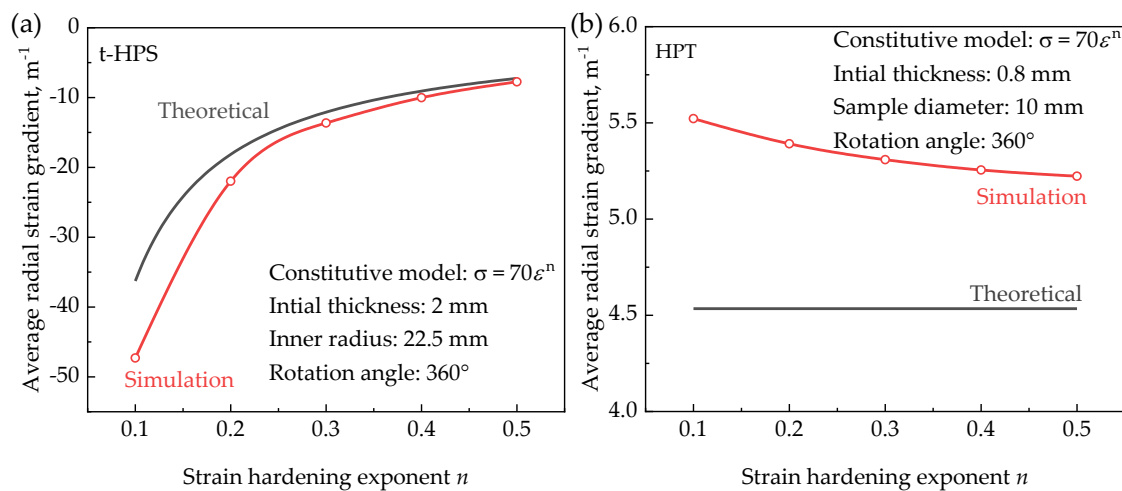 (a)
Average radial strain gradient, m⁻¹
0
-10
-20
-30
-40
-50
t-HPS
Theoretical
Simulation
Constitutive model: σ = 70εⁿ
Intial thickness: 2 mm
Inner radius: 22.5 mm
Rotation angle: 360°
0.1 0.2 0.3 0.4 0.5
Strain hardening exponent n
(b)
Average radial strain gradient, m⁻¹
6.0
5.5
5.0
4.5
4.0
HPT
Constitutive model: σ = 70εⁿ
Intial thickness: 0.8 mm
Sample diameter: 10 mm
Rotation angle: 360°
Simulation
Theoretical
0.1 0.2 0.3 0.4 0.5
Strain hardening exponent n